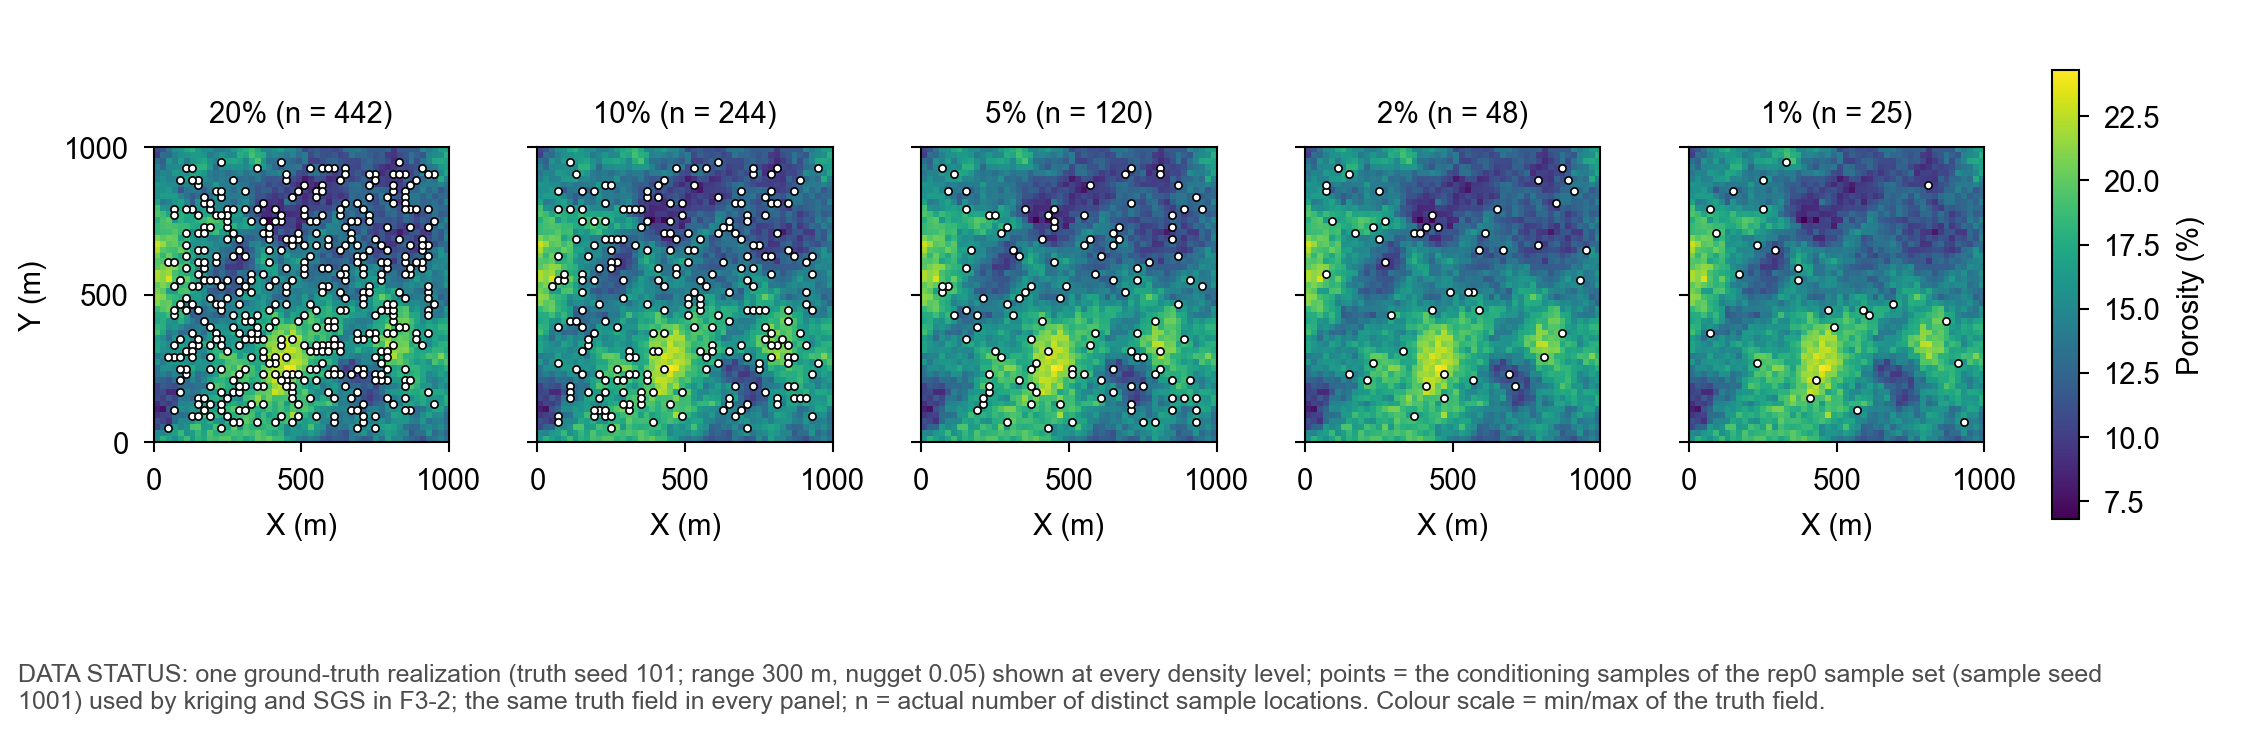 20% (n = 442)
10% (n = 244)
5% (n = 120)
2% (n = 48)
1% (n = 25)
1000
500
0
Y (m)
0 500 1000
0 500 1000
0 500 1000
0 500 1000
0 500 1000
X (m)
X (m)
X (m)
X (m)
X (m)
22.5
20.0
17.5
15.0
12.5
10.0
7.5
Porosity (%)
DATA STATUS: one ground-truth realization (truth seed 101; range 300 m, nugget 0.05) shown at every density level; points = the conditioning samples of the rep0 sample set (sample seed
1001) used by kriging and SGS in F3-2; the same truth field in every panel; n = actual number of distinct sample locations. Colour scale = min/max of the truth field.